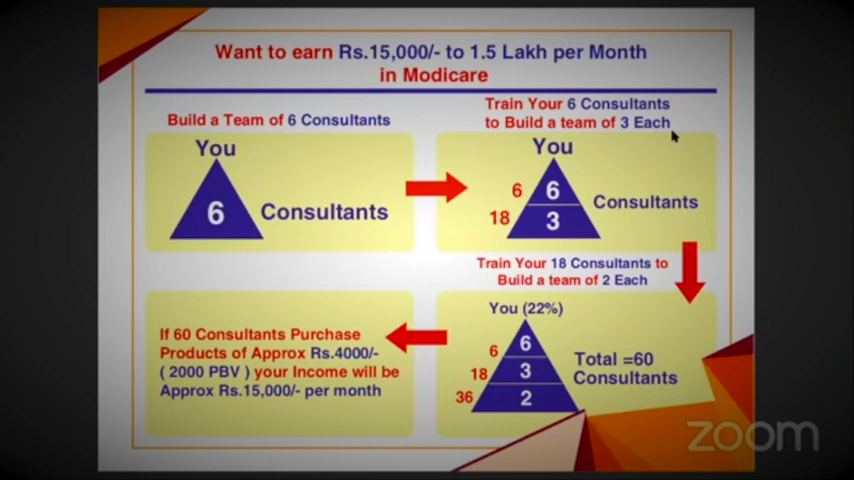 Want to earn Rs.15,000/- to 1.5 Lakh per Month
in Modicare
Build a Team of 6 Consultants
You
6
Consultants
Train Your 6 Consultants
to Build a team of 3 Each
You
6
6
18
3
Consultants
Train Your 18 Consultants to
Build a team of 2 Each
You (22%)
6
6
18
3
36
2
Total =60
Consultants
If 60 Consultants Purchase
Products of Approx Rs.4000/-
( 2000 PBV ) your Income will be
Approx Rs.15,000/- per month
zoom